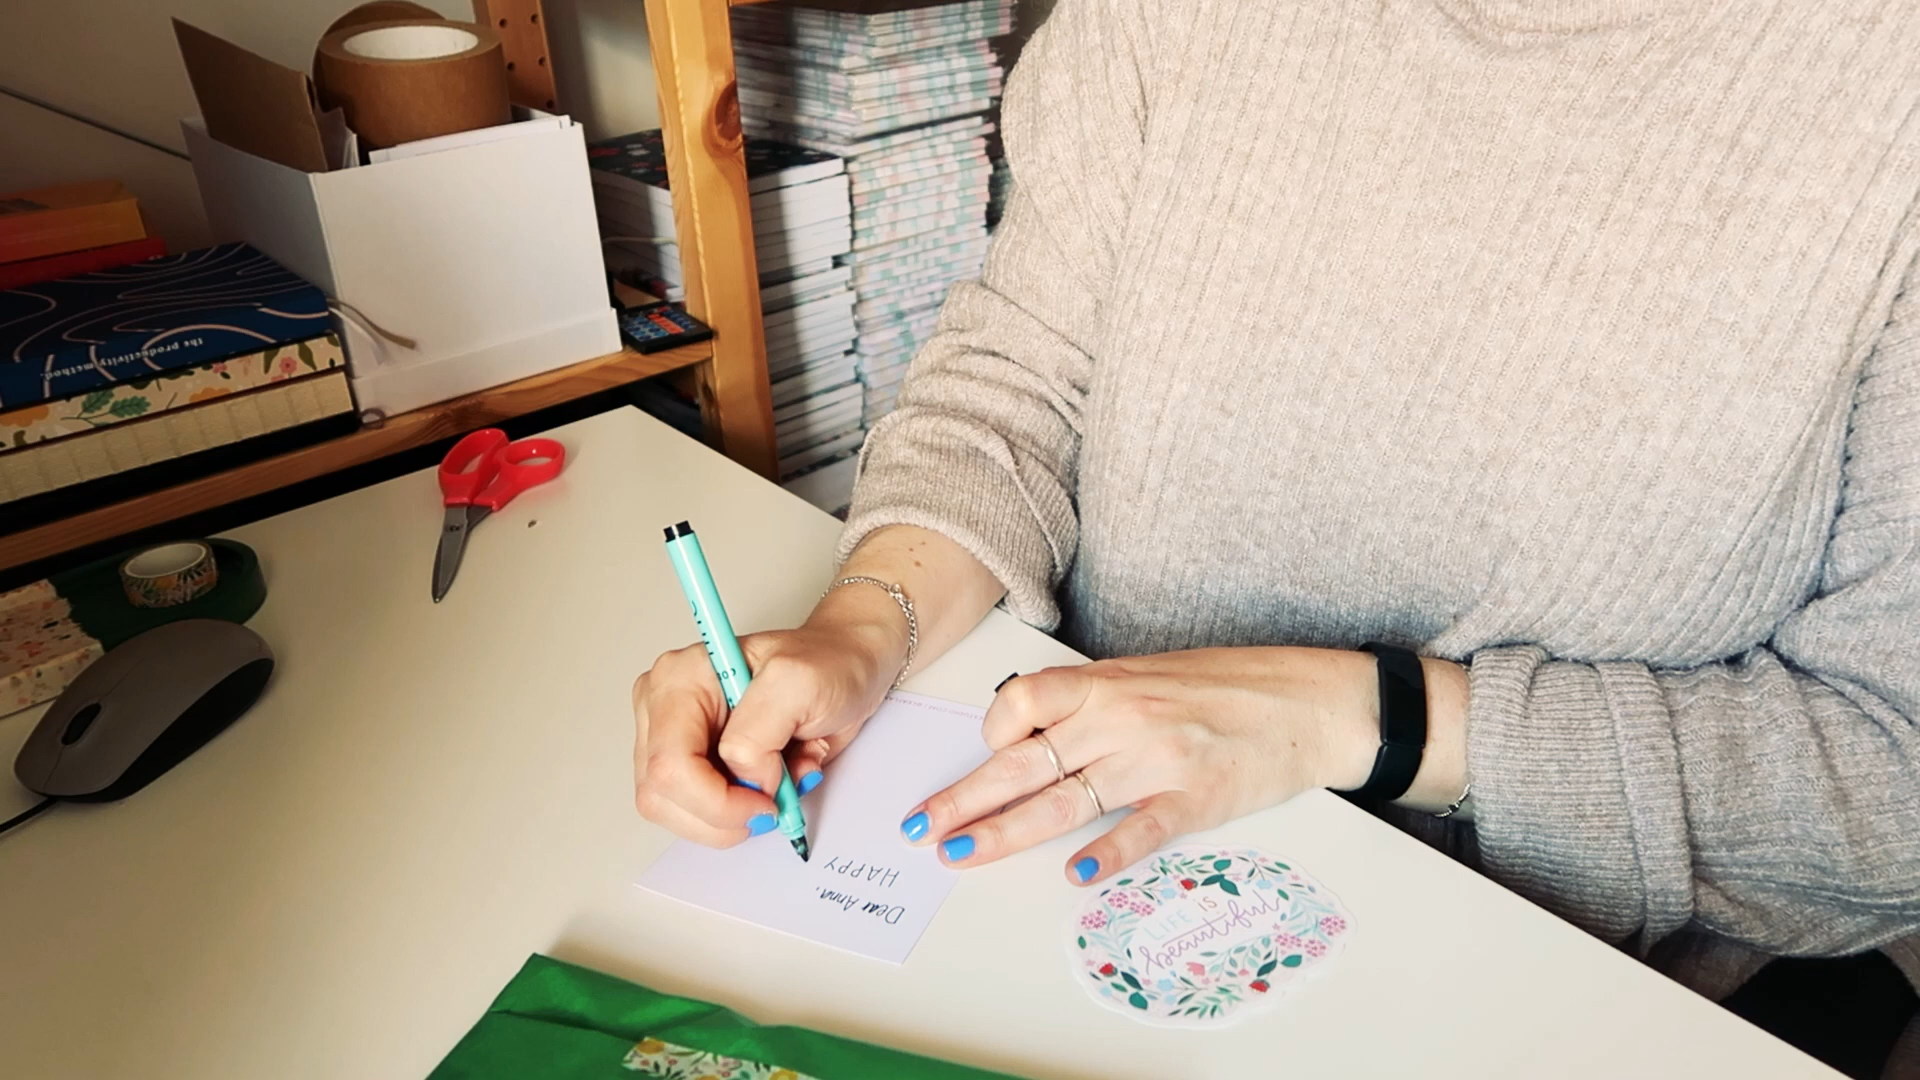 the productivity method.
Dear Anna,
HAPPY
LIFE IS
beautiful